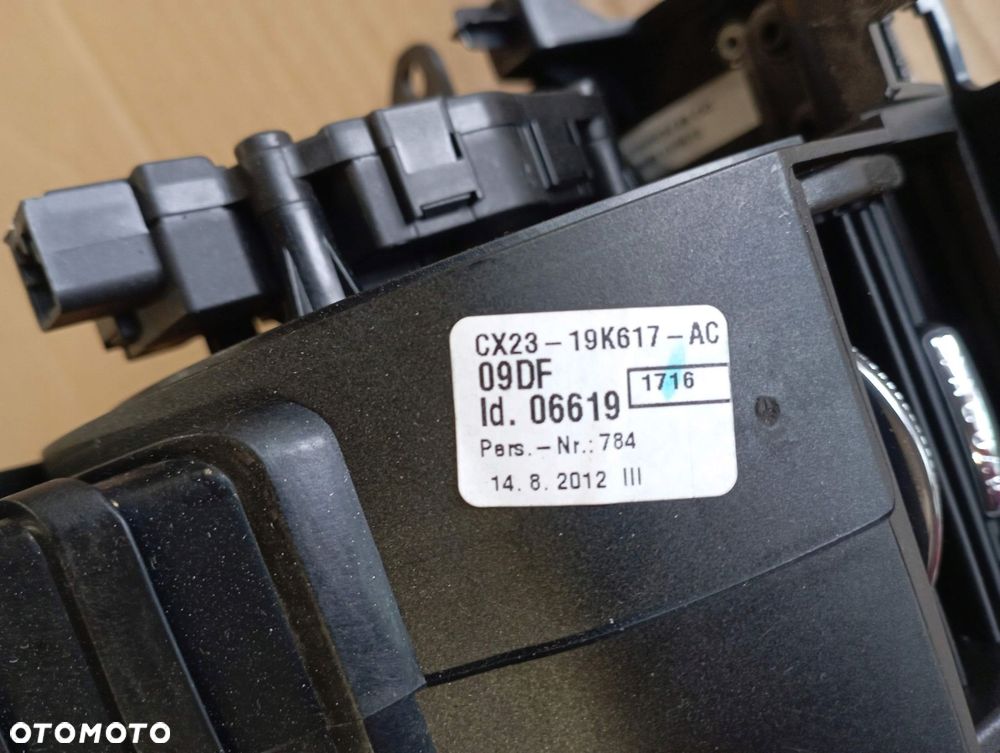 CX23-19K617-AC
09DF
1716
Id. 06619
Pers.-Nr.: 784
14. 8. 2012 III
OTOMOTO